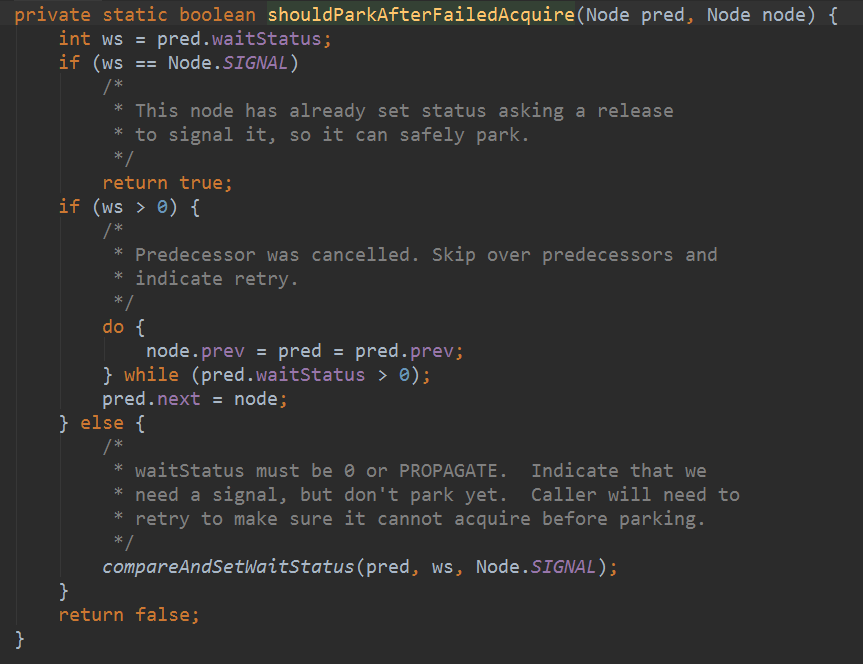 private static boolean shouldParkAfterFailedAcquire(Node pred, Node node) {
    int ws = pred.waitStatus;
    if (ws == Node.SIGNAL)
        /*
         * This node has already set status asking a release
         * to signal it, so it can safely park.
         */
        return true;
    if (ws > 0) {
        /*
         * Predecessor was cancelled. Skip over predecessors and
         * indicate retry.
         */
        do {
            node.prev = pred = pred.prev;
        } while (pred.waitStatus > 0);
        pred.next = node;
    } else {
        /*
         * waitStatus must be 0 or PROPAGATE.  Indicate that we
         * need a signal, but don't park yet.  Caller will need to
         * retry to make sure it cannot acquire before parking.
         */
        compareAndSetWaitStatus(pred, ws, Node.SIGNAL);
    }
    return false;
}